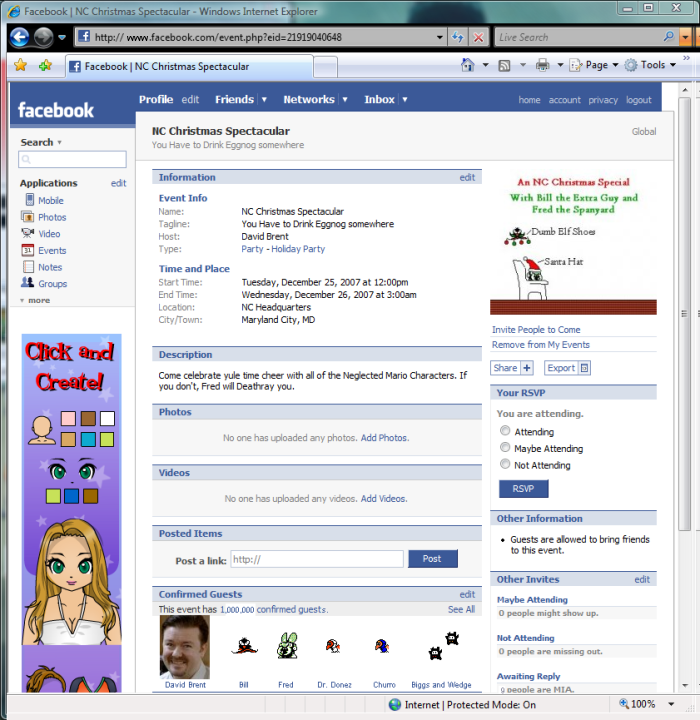 Facebook | NC Christmas Spectacular - Windows Internet Explorer
http:// www.facebook.com/event.php?eid=21919040648
Live Search
Facebook | NC Christmas Spectacular
Page
Tools
facebook
Profile edit Friends Networks Inbox
home account privacy logout
Search
Applications edit
Mobile
Photos
Video
Events
31
Notes
Groups
more
Click and
Create!
NC Christmas Spectacular
Global
You Have to Drink Eggnog somewhere
Information edit
Event Info
Name: NC Christmas Spectacular
Tagline: You Have to Drink Eggnog somewhere
Host: David Brent
Type: Party - Holiday Party
Time and Place
Start Time: Tuesday, December 25, 2007 at 12:00pm
End Time: Wednesday, December 26, 2007 at 3:00am
Location: NC Headquarters
City/Town: Maryland City, MD
Description
Come celebrate yule time cheer with all of the Neglected Mario Characters. If
you don't, Fred will Deathray you.
Photos
No one has uploaded any photos. Add Photos.
Videos
No one has uploaded any videos. Add Videos.
Posted Items
Post a link: http:// Post
Confirmed Guests edit
This event has 1,000,000 confirmed guests. See All
David Brent Bill Fred Dr. Donez Churro Biggs and Wedge
An NC Christmas Special
With Bill the Extra Guy and
Fred the Spanyard
Dumb Elf Shoes
Santa Hat
Invite People to Come
Remove from My Events
Share + Export
Your RSVP
You are attending.
Attending
Maybe Attending
Not Attending
RSVP
Other Information
Guests are allowed to bring friends
to this event.
Other Invites edit
Maybe Attending
0 people might show up.
Not Attending
0 people are missing out.
Awaiting Reply
0 people are MIA.
Internet | Protected Mode: On
100%